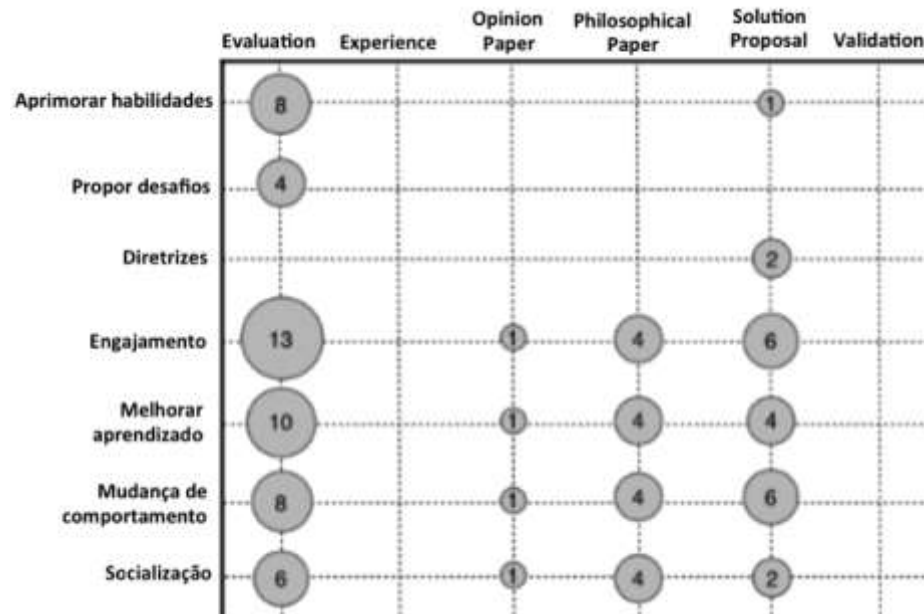 Evaluation Experience Opinion Paper Philosophical Paper Solution Proposal Validation
Aprimorar habilidades 8 1
Propor desafios 4
Diretrizes 2
Engajamento 13 1 4 6
Melhorar aprendizado 10 1 4 4
Mudança de comportamento 8 1 4 6
Socialização 6 1 4 2